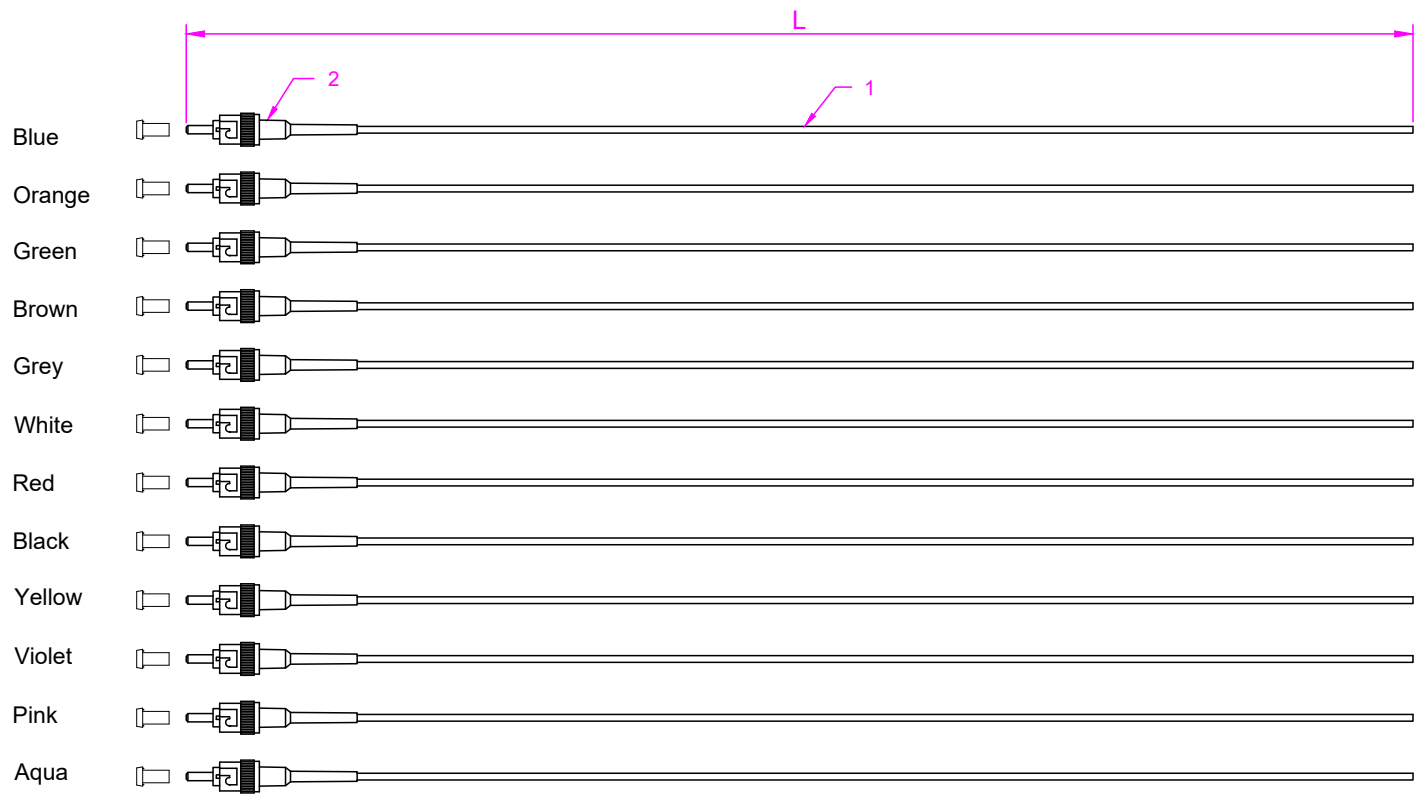 L
2
1
Blue
Orange
Green
Brown
Grey
White
Red
Black
Yellow
Violet
Pink
Aqua